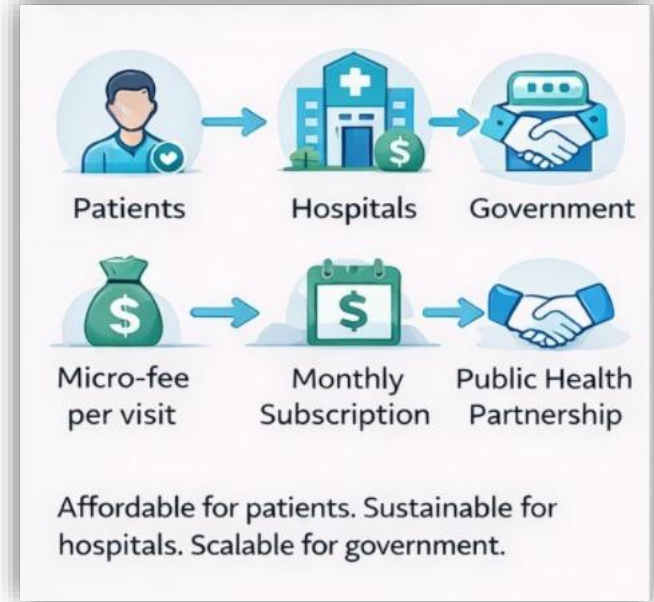 Patients Hospitals Government
$
$ $
Micro-fee per visit
Monthly Subscription
Public Health Partnership
Affordable for patients. Sustainable for
hospitals. Scalable for government.